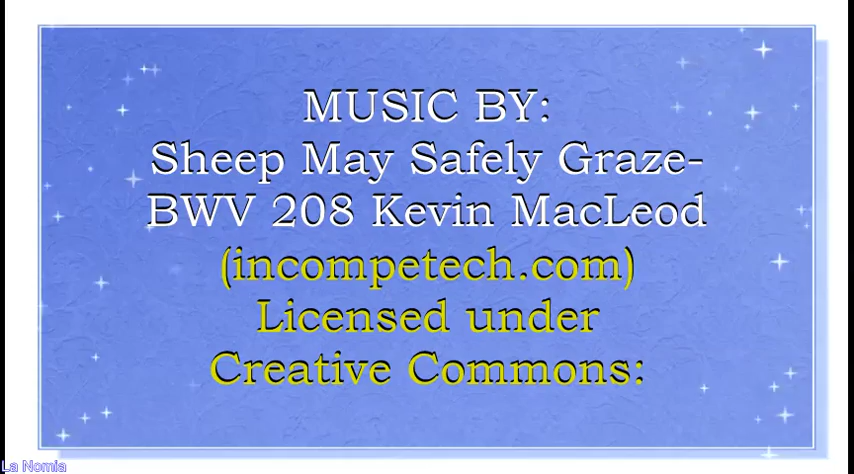 MUSIC BY:
Sheep May Safely Graze-
BWV 208 Kevin MacLeod
(incompetech.com)
Licensed under
Creative Commons:
La Nomia